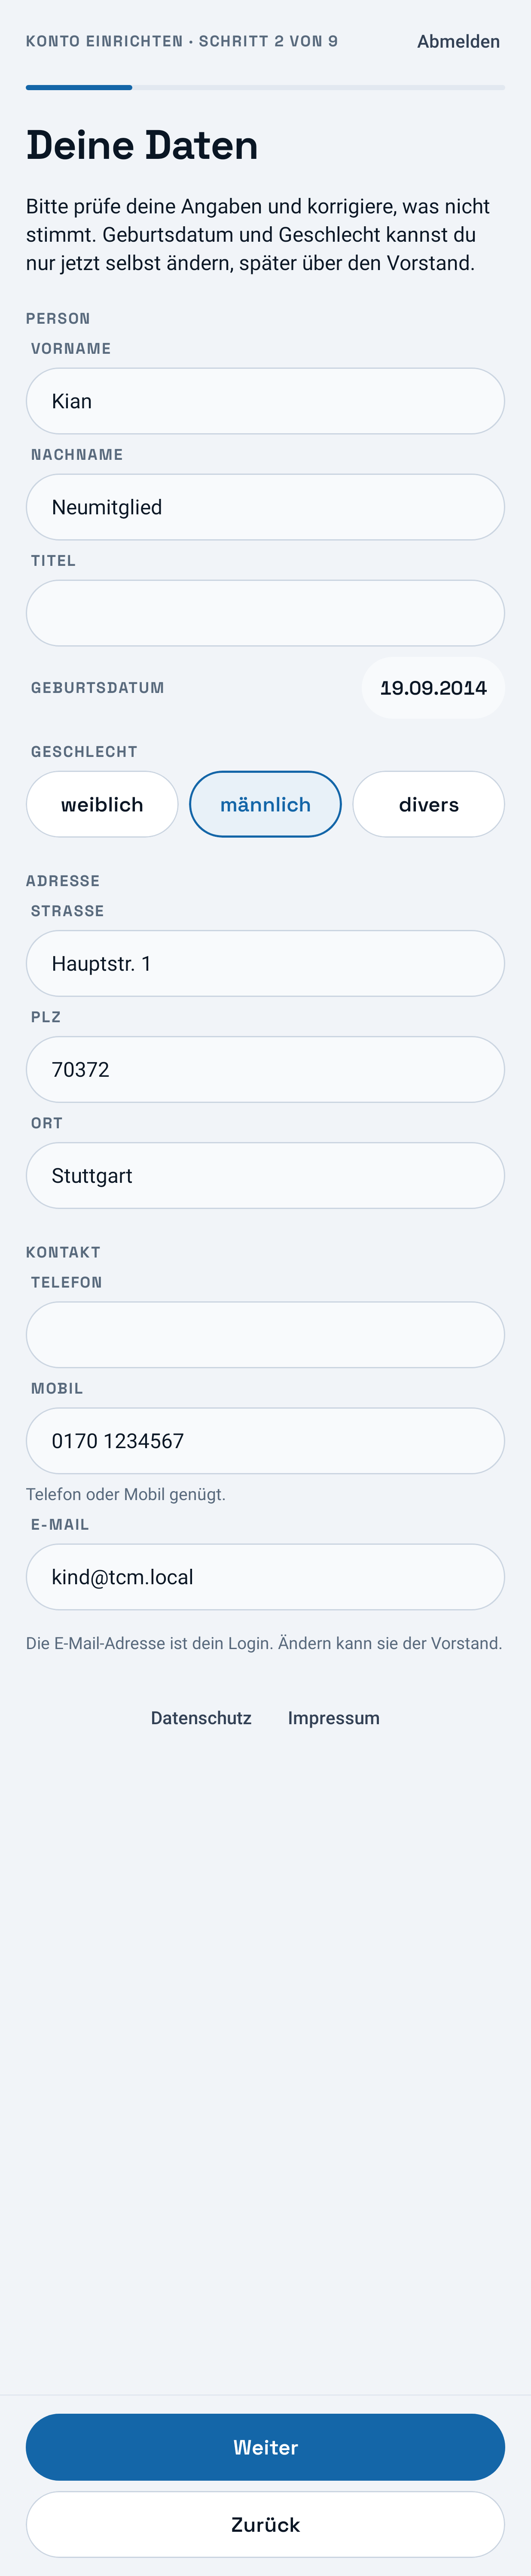 KONTO EINRICHTEN · SCHRITT 2 VON 9
Abmelden
Deine Daten
Bitte prüfe deine Angaben und korrigiere, was nicht
stimmt. Geburtsdatum und Geschlecht kannst du
nur jetzt selbst ändern, später über den Vorstand.
PERSON
VORNAME
Kian
NACHNAME
Neumitglied
TITEL
GEBURTSDATUM
19.09.2014
GESCHLECHT
weiblich
männlich
divers
ADRESSE
STRASSE
Hauptstr. 1
PLZ
70372
ORT
Stuttgart
KONTAKT
TELEFON
MOBIL
0170 1234567
Telefon oder Mobil genügt.
E-MAIL
kind@tcm.local
Die E-Mail-Adresse ist dein Login. Ändern kann sie der Vorstand.
Datenschutz
Impressum
Weiter
Zurück